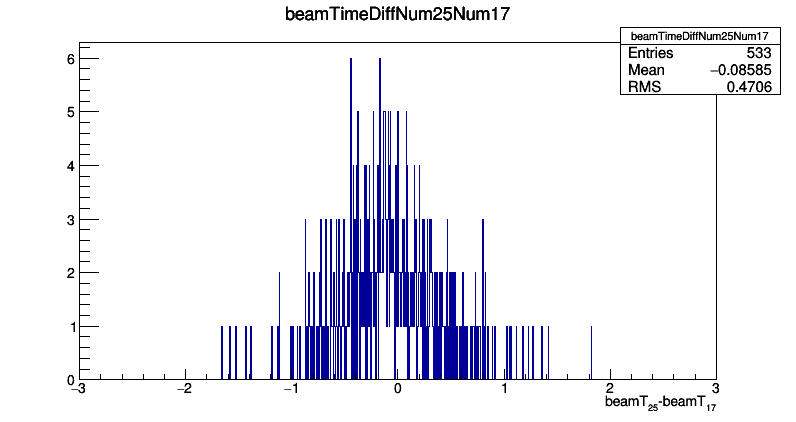 beamTimeDiffNum25Num17
beamTimeDiffNum25Num17
Entries 533
Mean −0.08585
RMS 0.4706
6
5
4
3
2
1
0
−3 −2 −1 0 1 2 3
beamT25-beamT17